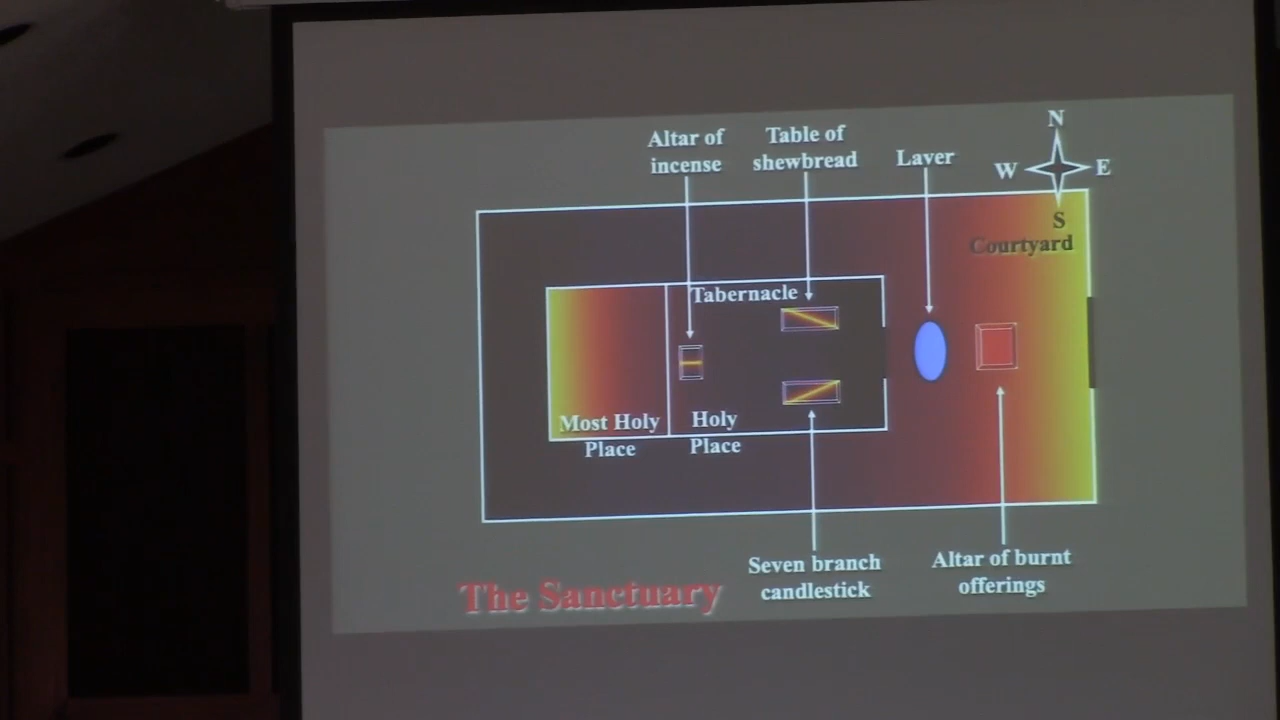 Altar of
incense
Table of
shewbread
Laver
N
W
E
S
Courtyard
Tabernacle
Most Holy
Place
Holy
Place
Seven branch
candlestick
Altar of burnt
offerings
The Sanctuary